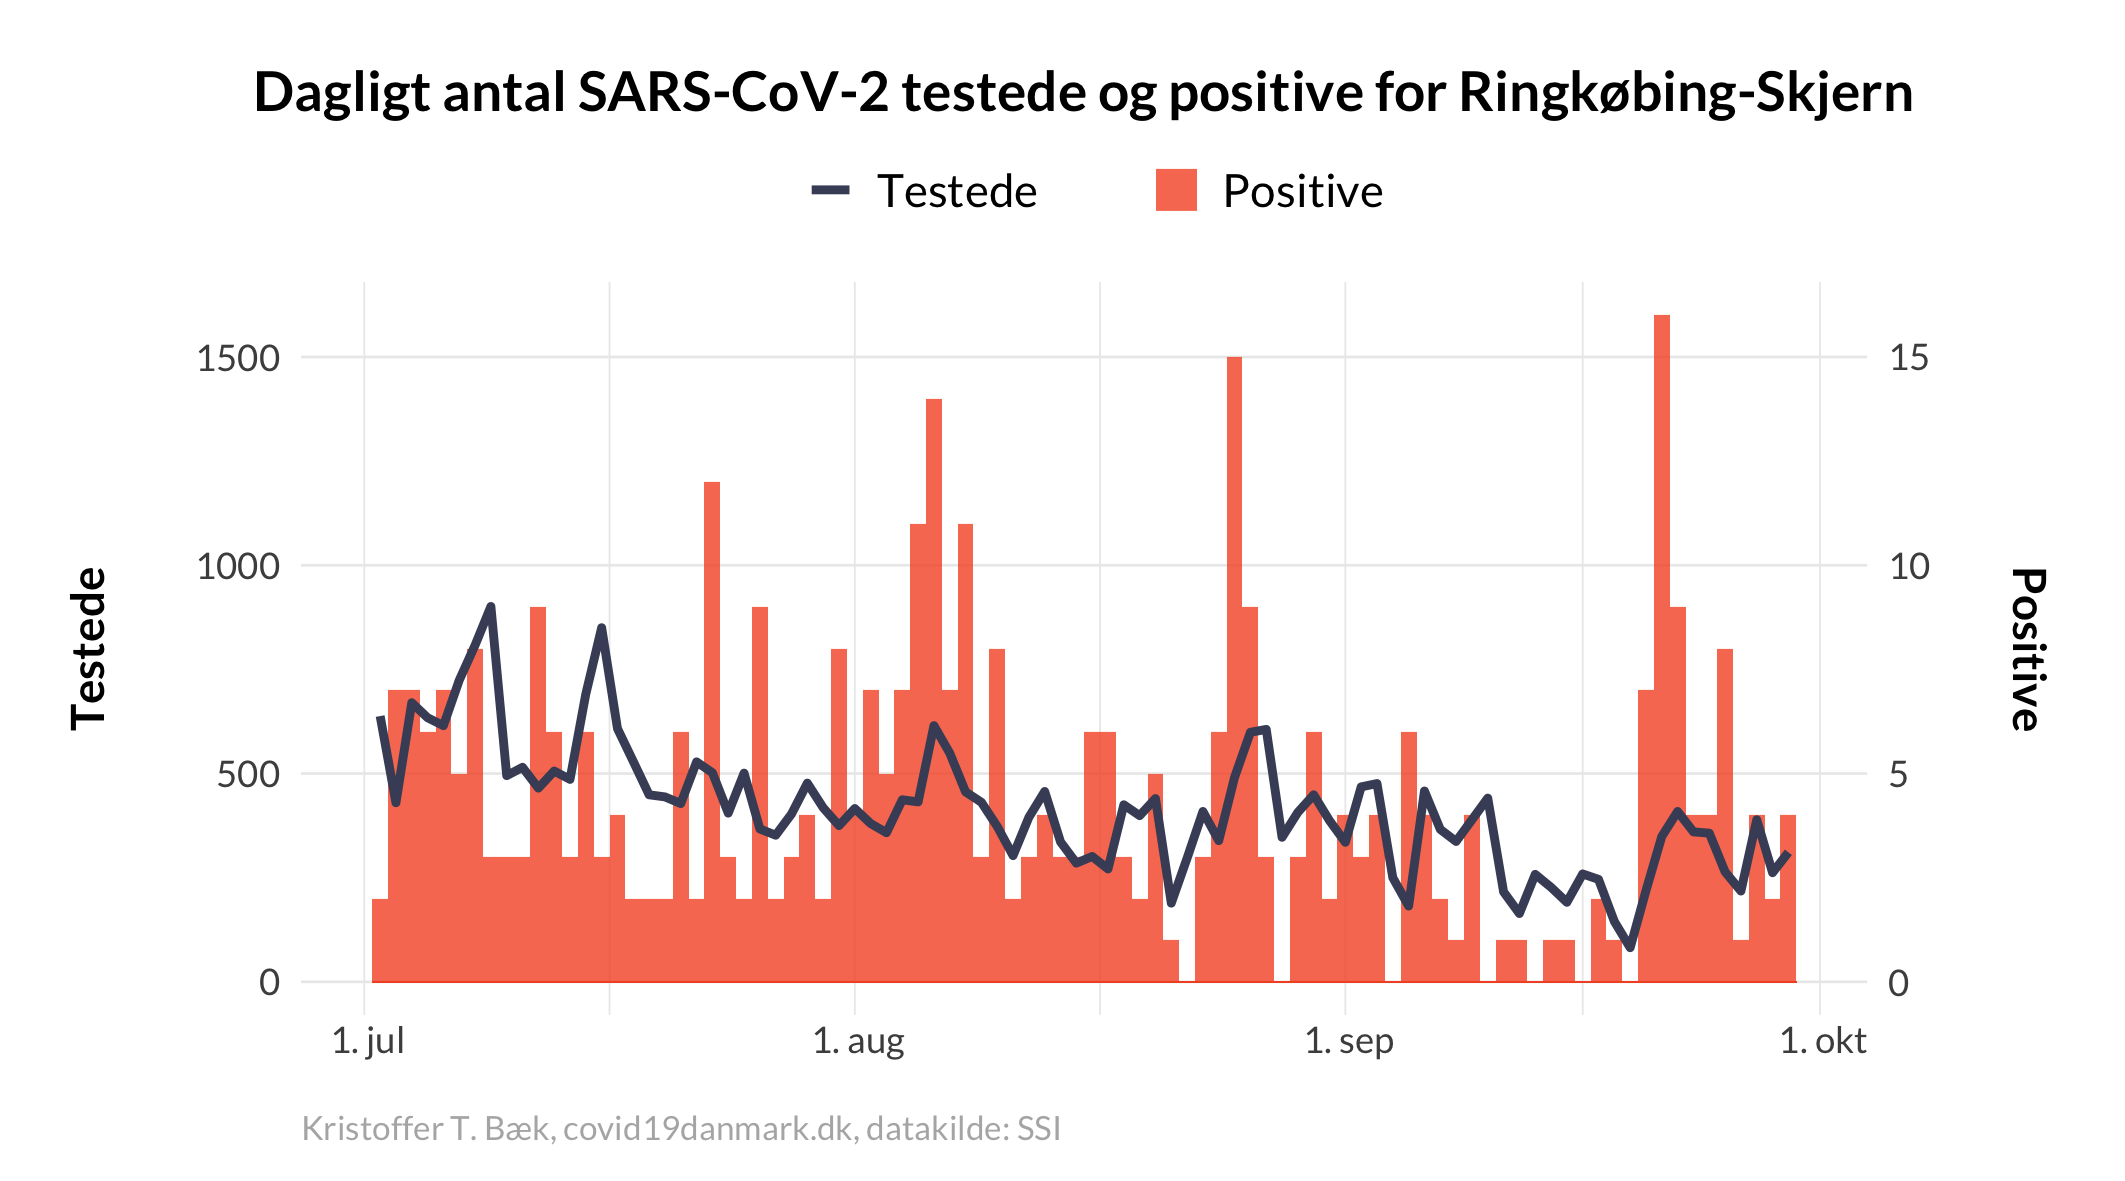 Dagligt antal SARS-CoV-2 testede og positive for Ringkøbing-Skjern
Testede
Positive
1500
1000
500
0
Testede
15
10
5
0
Positive
1. jul
1. aug
1. sep
1. okt
Kristoffer T. Bæk, covid19danmark.dk, datakilde: SSI